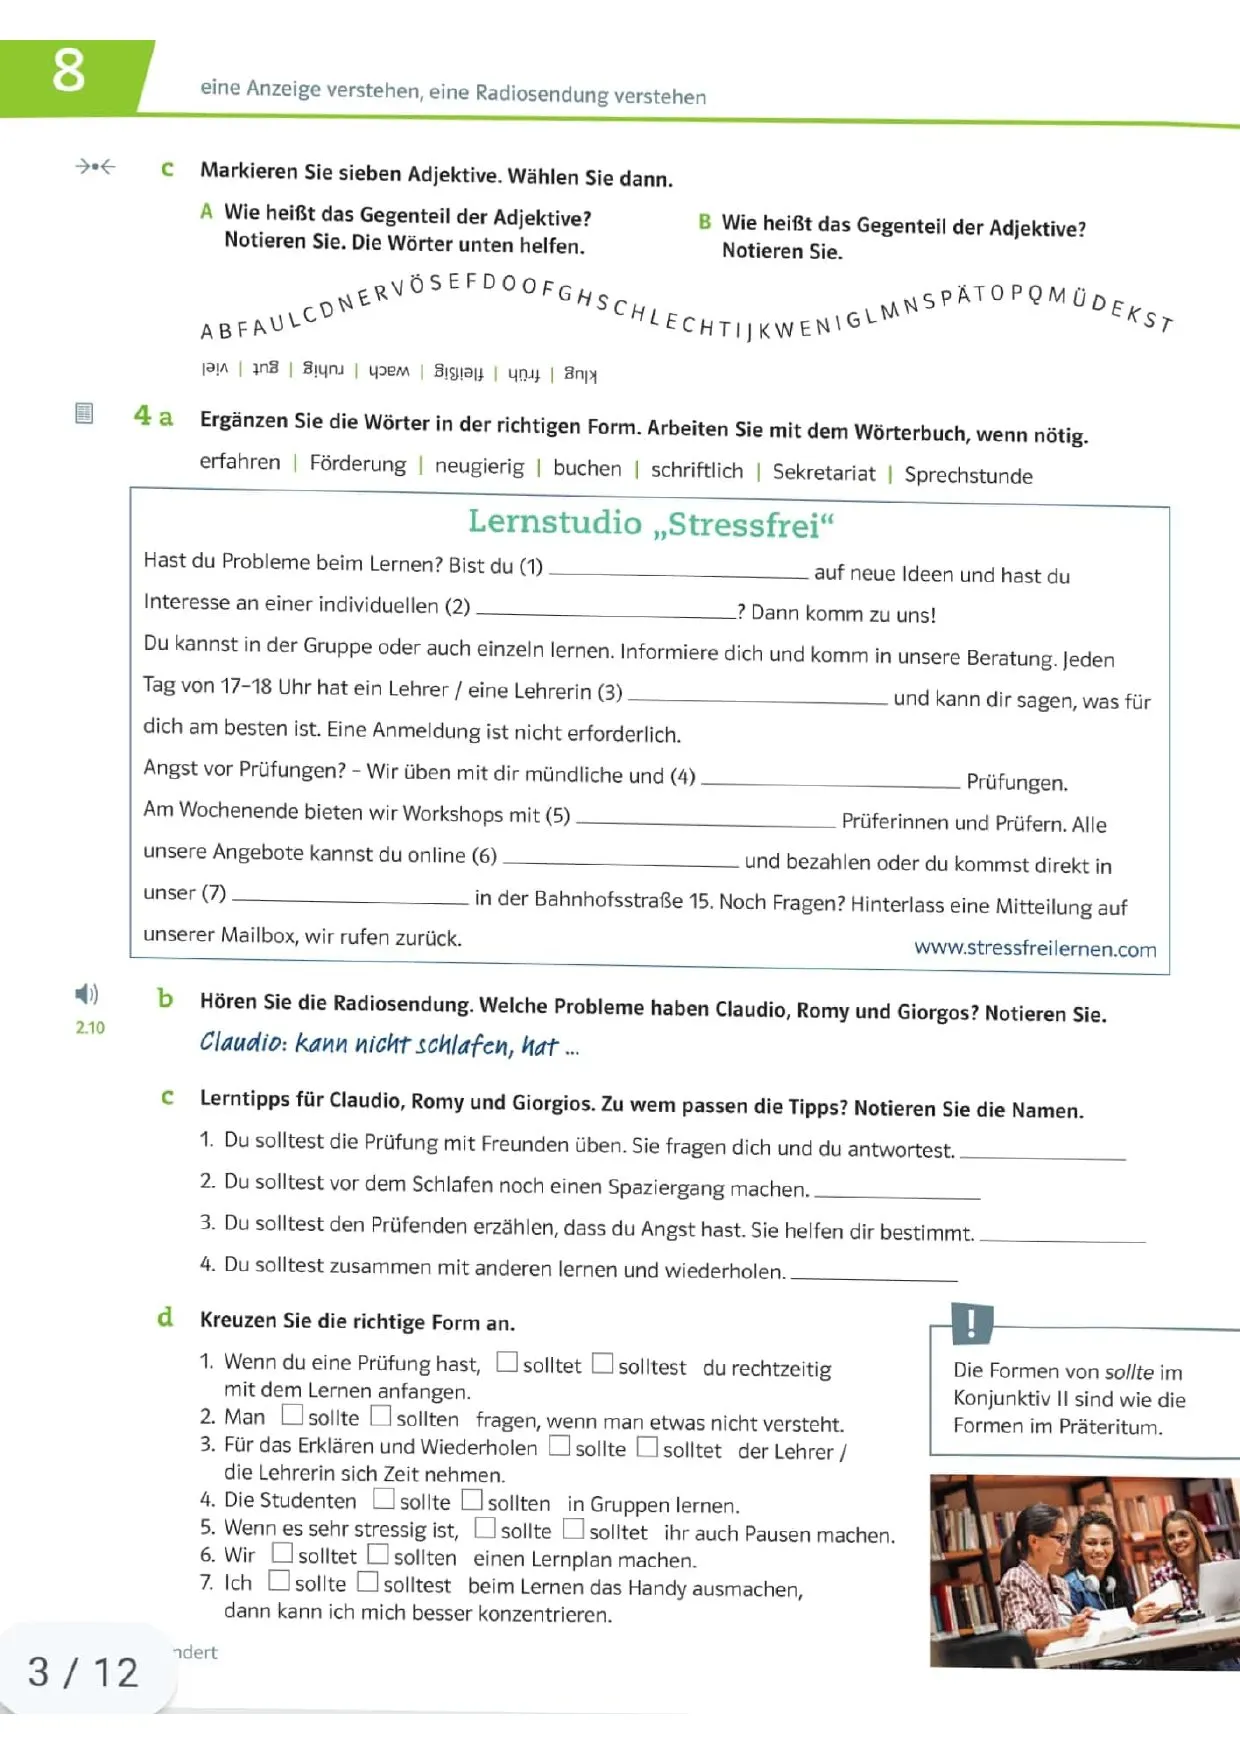 8
eine Anzeige verstehen, eine Radiosendung verstehen
c Markieren Sie sieben Adjektive. Wählen Sie dann.
A Wie heißt das Gegenteil der Adjektive?
Notieren Sie. Die Wörter unten helfen.
B Wie heißt das Gegenteil der Adjektive?
Notieren Sie.
ABFAULCDNERVÖSEFDOOFGHSCHLECHTIJKWENIGLMNSPÄTOPQMÜDEKST
klug | früh | fleißig | wach | ruhig | gut | viel
4 a Ergänzen Sie die Wörter in der richtigen Form. Arbeiten Sie mit dem Wörterbuch, wenn nötig.
erfahren | Förderung | neugierig | buchen | schriftlich | Sekretariat | Sprechstunde
Lernstudio „Stressfrei“
Hast du Probleme beim Lernen? Bist du (1) ____________ auf neue Ideen und hast du
Interesse an einer individuellen (2) ____________? Dann komm zu uns!
Du kannst in der Gruppe oder auch einzeln lernen. Informiere dich und komm in unsere Beratung. Jeden
Tag von 17–18 Uhr hat ein Lehrer / eine Lehrerin (3) ____________ und kann dir sagen, was für
dich am besten ist. Eine Anmeldung ist nicht erforderlich.
Angst vor Prüfungen? – Wir üben mit dir mündliche und (4) ____________ Prüfungen.
Am Wochenende bieten wir Workshops mit (5) ____________ Prüferinnen und Prüfern. Alle
unsere Angebote kannst du online (6) ____________ und bezahlen oder du kommst direkt in
unser (7) ____________ in der Bahnhofsstraße 15. Noch Fragen? Hinterlass eine Mitteilung auf
unserer Mailbox, wir rufen zurück.
www.stressfreilernen.com
2.10
b Hören Sie die Radiosendung. Welche Probleme haben Claudio, Romy und Giorgos? Notieren Sie.
Claudio: kann nicht schlafen, hat ...
c Lerntipps für Claudio, Romy und Giorgios. Zu wem passen die Tipps? Notieren Sie die Namen.
1. Du solltest die Prüfung mit Freunden üben. Sie fragen dich und du antwortest. ____________
2. Du solltest vor dem Schlafen noch einen Spaziergang machen. ____________
3. Du solltest den Prüfenden erzählen, dass du Angst hast. Sie helfen dir bestimmt. ____________
4. Du solltest zusammen mit anderen lernen und wiederholen. ____________
d Kreuzen Sie die richtige Form an.
1. Wenn du eine Prüfung hast, ☐ solltet ☐ solltest du rechtzeitig
mit dem Lernen anfangen.
2. Man ☐ sollte ☐ sollten fragen, wenn man etwas nicht versteht.
3. Für das Erklären und Wiederholen ☐ sollte ☐ solltet der Lehrer /
die Lehrerin sich Zeit nehmen.
4. Die Studenten ☐ sollte ☐ sollten in Gruppen lernen.
5. Wenn es sehr stressig ist, ☐ sollte ☐ solltet ihr auch Pausen machen.
6. Wir ☐ solltet ☐ sollten einen Lernplan machen.
7. Ich ☐ sollte ☐ solltest beim Lernen das Handy ausmachen,
dann kann ich mich besser konzentrieren.
!
Die Formen von sollte im
Konjunktiv II sind wie die
Formen im Präteritum.
ndert
3 / 12